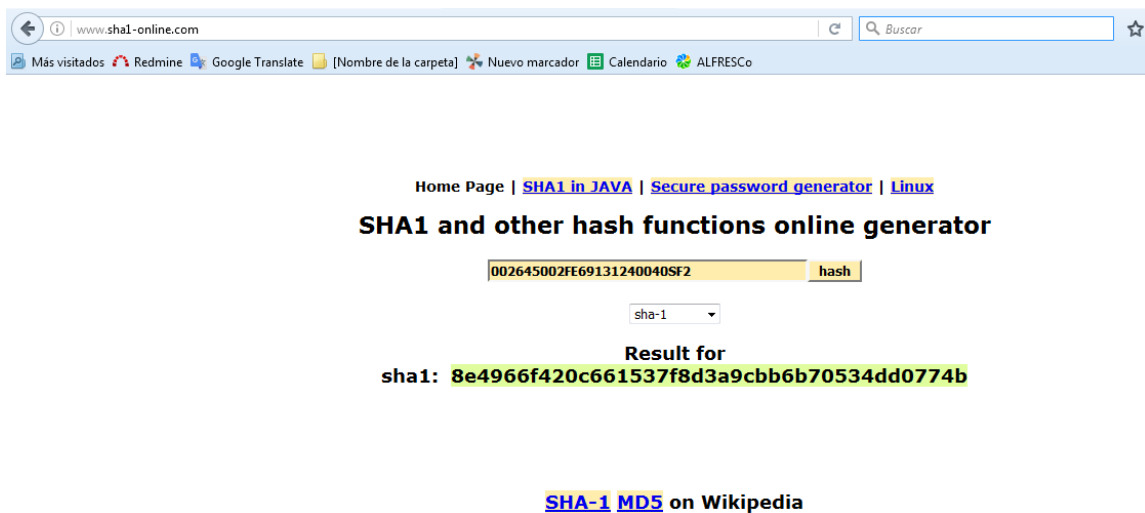 www.sha1-online.com Buscar
Más visitados Redmine Google Translate [Nombre de la carpeta] Nuevo marcador Calendario ALFRESCo
Home Page | SHA1 in JAVA | Secure password generator | Linux
SHA1 and other hash functions online generator
002645002FE69131240040SF2 hash
sha-1
Result for
sha1: 8e4966f420c661537f8d3a9cbb6b70534dd0774b
SHA-1 MD5 on Wikipedia